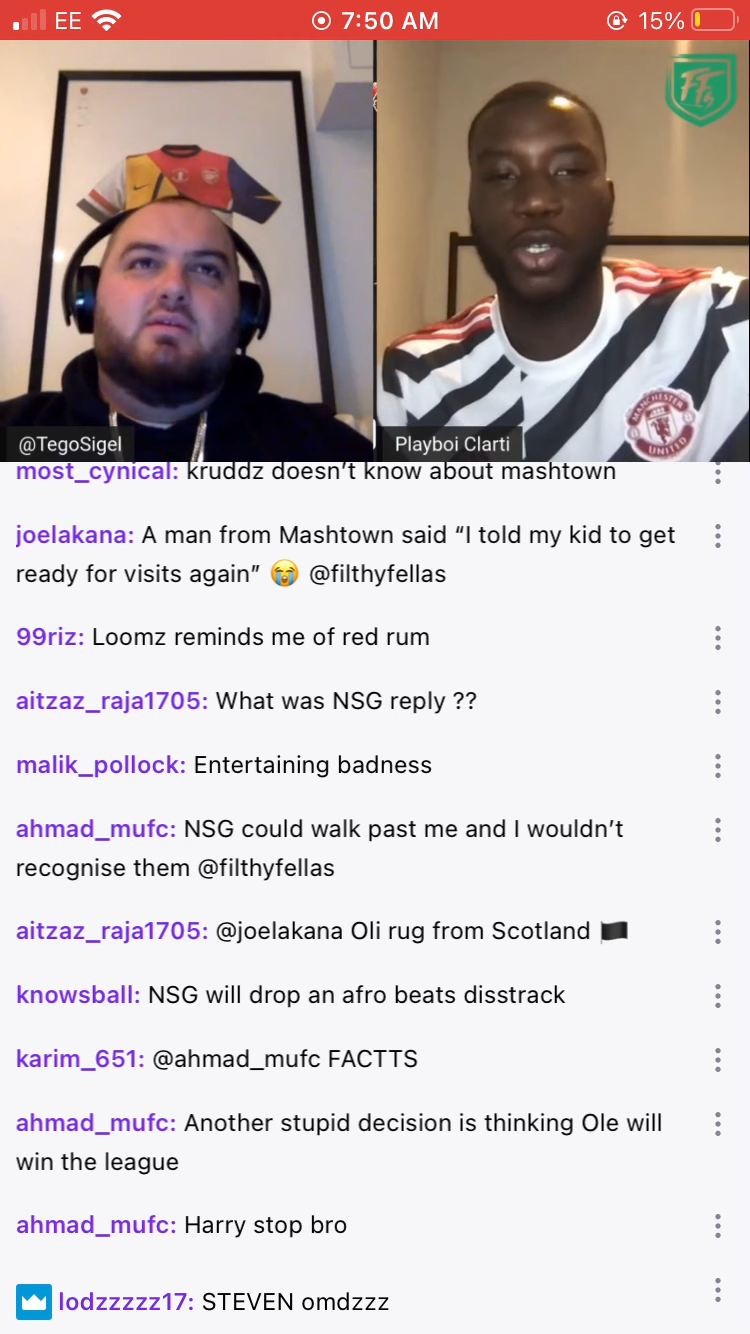 EE 7:50 AM 15%
FFs
@TegoSigel
Playboi Clarti
MANCHESTER
UNITED
most_cynical: kruddz doesn’t know about mashtown
joelakana: A man from Mashtown said “I told my kid to get
ready for visits again” 😭 @filthyfellas
99riz: Loomz reminds me of red rum
aitzaz_raja1705: What was NSG reply ??
malik_pollock: Entertaining badness
ahmad_mufc: NSG could walk past me and I wouldn’t
recognise them @filthyfellas
aitzaz_raja1705: @joelakana Oli rug from Scotland 🏴
knowsball: NSG will drop an afro beats disstrack
karim_651: @ahmad_mufc FACTTS
ahmad_mufc: Another stupid decision is thinking Ole will
win the league
ahmad_mufc: Harry stop bro
lodzzzzz17: STEVEN omdzzz